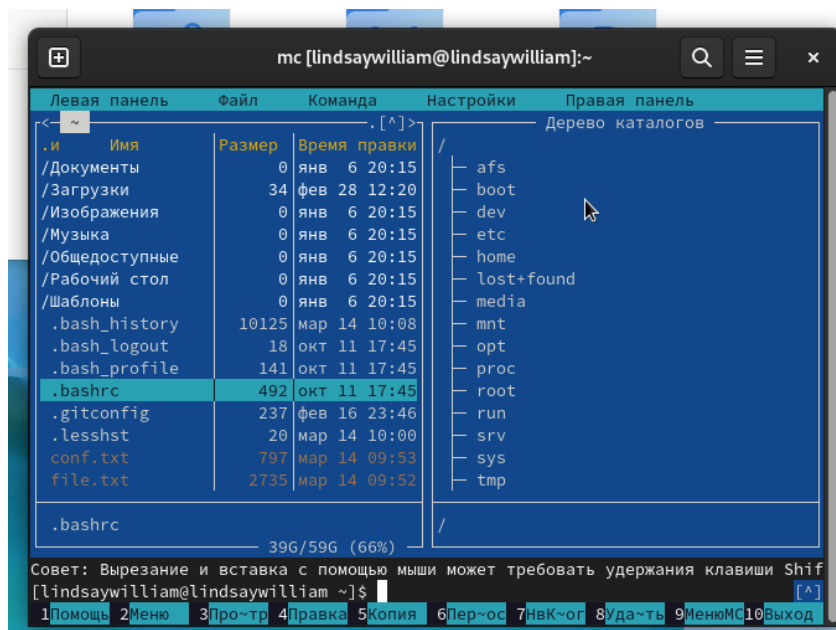 mc [lindsaywilliam@lindsaywilliam]:~
Левая панель Файл Команда Настройки Правая панель
<─ ~ ─.[^]>
Дерево каталогов
.и Имя Размер Время правки
/Документы 0 янв 6 20:15
/Загрузки 34 фев 28 12:20
/Изображения 0 янв 6 20:15
/Музыка 0 янв 6 20:15
/Общедоступные 0 янв 6 20:15
/Рабочий стол 0 янв 6 20:15
/Шаблоны 0 янв 6 20:15
.bash_history 10125 мар 14 10:08
.bash_logout 18 окт 11 17:45
.bash_profile 141 окт 11 17:45
.bashrc 492 окт 11 17:45
.gitconfig 237 фев 16 23:46
.lesshst 20 мар 14 10:00
conf.txt 797 мар 14 09:53
file.txt 2735 мар 14 09:52
.bashrc
39G/59G (66%)
/
afs
boot
dev
etc
home
lost+found
media
mnt
opt
proc
root
run
srv
sys
tmp
/
Совет: Вырезание и вставка с помощью мыши может требовать удержания клавиши Shif
[lindsaywilliam@lindsaywilliam ~]$ [^]
1Помощь 2Меню 3Про~тр 4Правка 5Копия 6Пер~ос 7НвК~ог 8Уда~ть 9МенюMC 10Выход